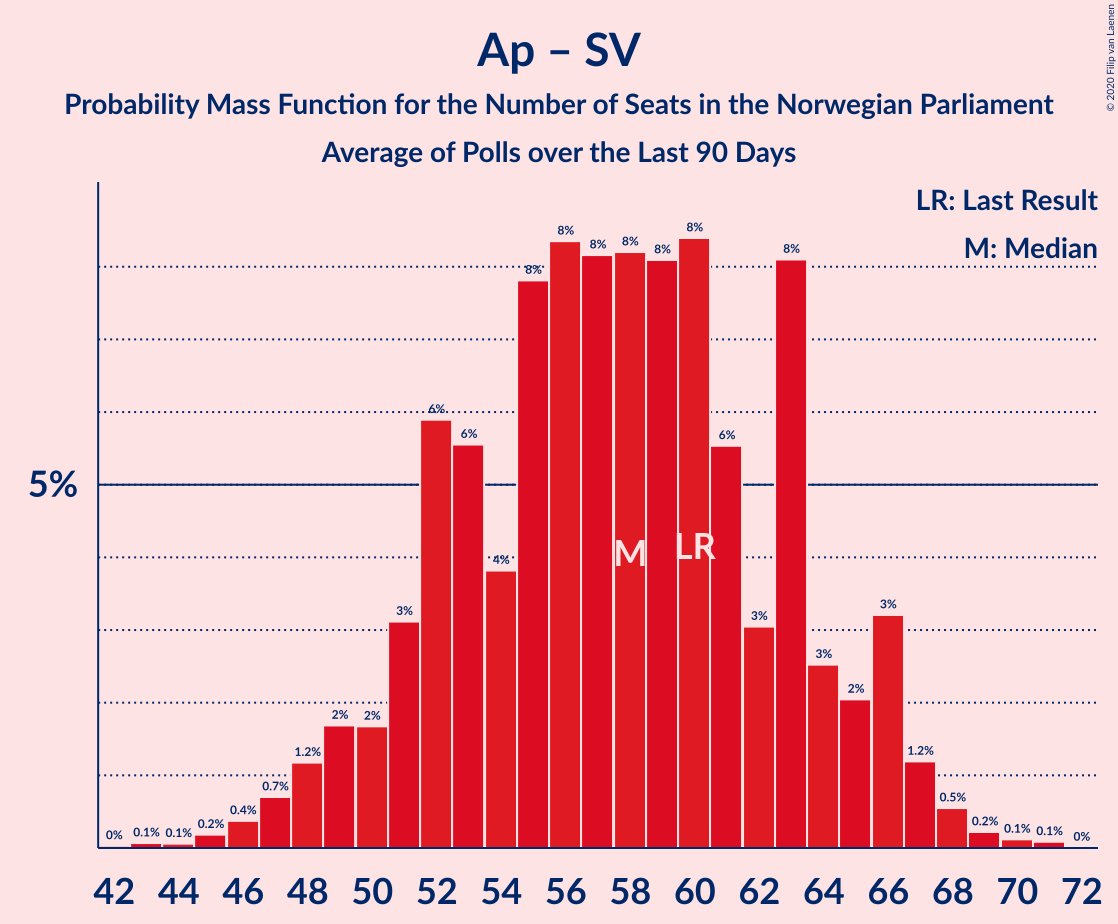 Ap – SV
Probability Mass Function for the Number of Seats in the Norwegian Parliament
Average of Polls over the Last 90 Days
© 2020 Filip van Laenen
LR: Last Result
M: Median
5%
0% 0.1% 0.1% 0.2% 0.4% 0.7% 1.2% 2% 2% 3% 6% 6% 4% 8% 8% 8% 8% 8% 8% 6% 3% 8% 3% 2% 3% 1.2% 0.5% 0.2% 0.1% 0.1% 0%
M LR
42 44 46 48 50 52 54 56 58 60 62 64 66 68 70 72